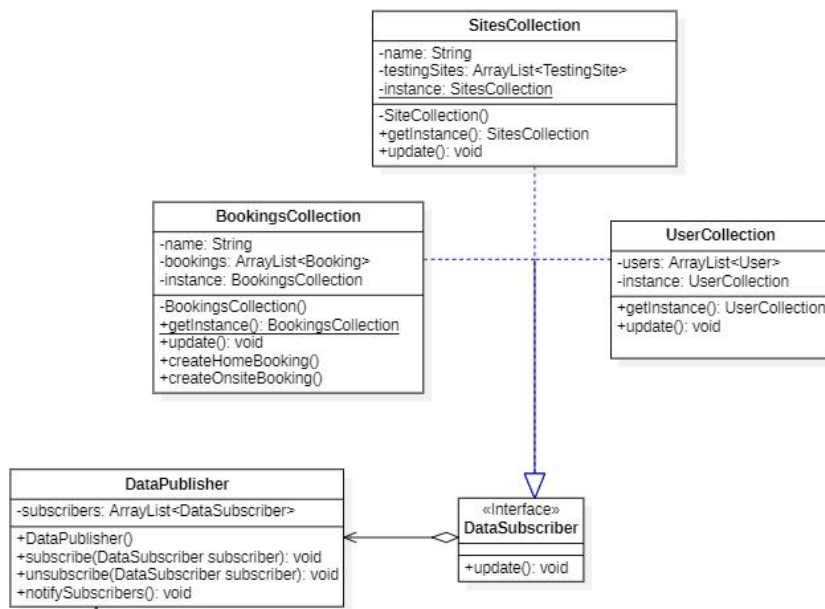 SitesCollection
-name: String
-testingSites: ArrayList<TestingSite>
-instance: SitesCollection
-SiteCollection()
+getInstance(): SitesCollection
+update(): void
BookingsCollection
-name: String
-bookings: ArrayList<Booking>
-instance: BookingsCollection
-BookingsCollection()
+getInstance(): BookingsCollection
+update(): void
+createHomeBooking()
+createOnsiteBooking()
UserCollection
-users: ArrayList<User>
-instance: UserCollection
+getInstance(): UserCollection
+update(): void
DataPublisher
-subscribers: ArrayList<DataSubscriber>
+DataPublisher()
+subscribe(DataSubscriber subscriber): void
+unsubscribe(DataSubscriber subscriber): void
+notifySubscribers(): void
«Interface»
DataSubscriber
+update(): void